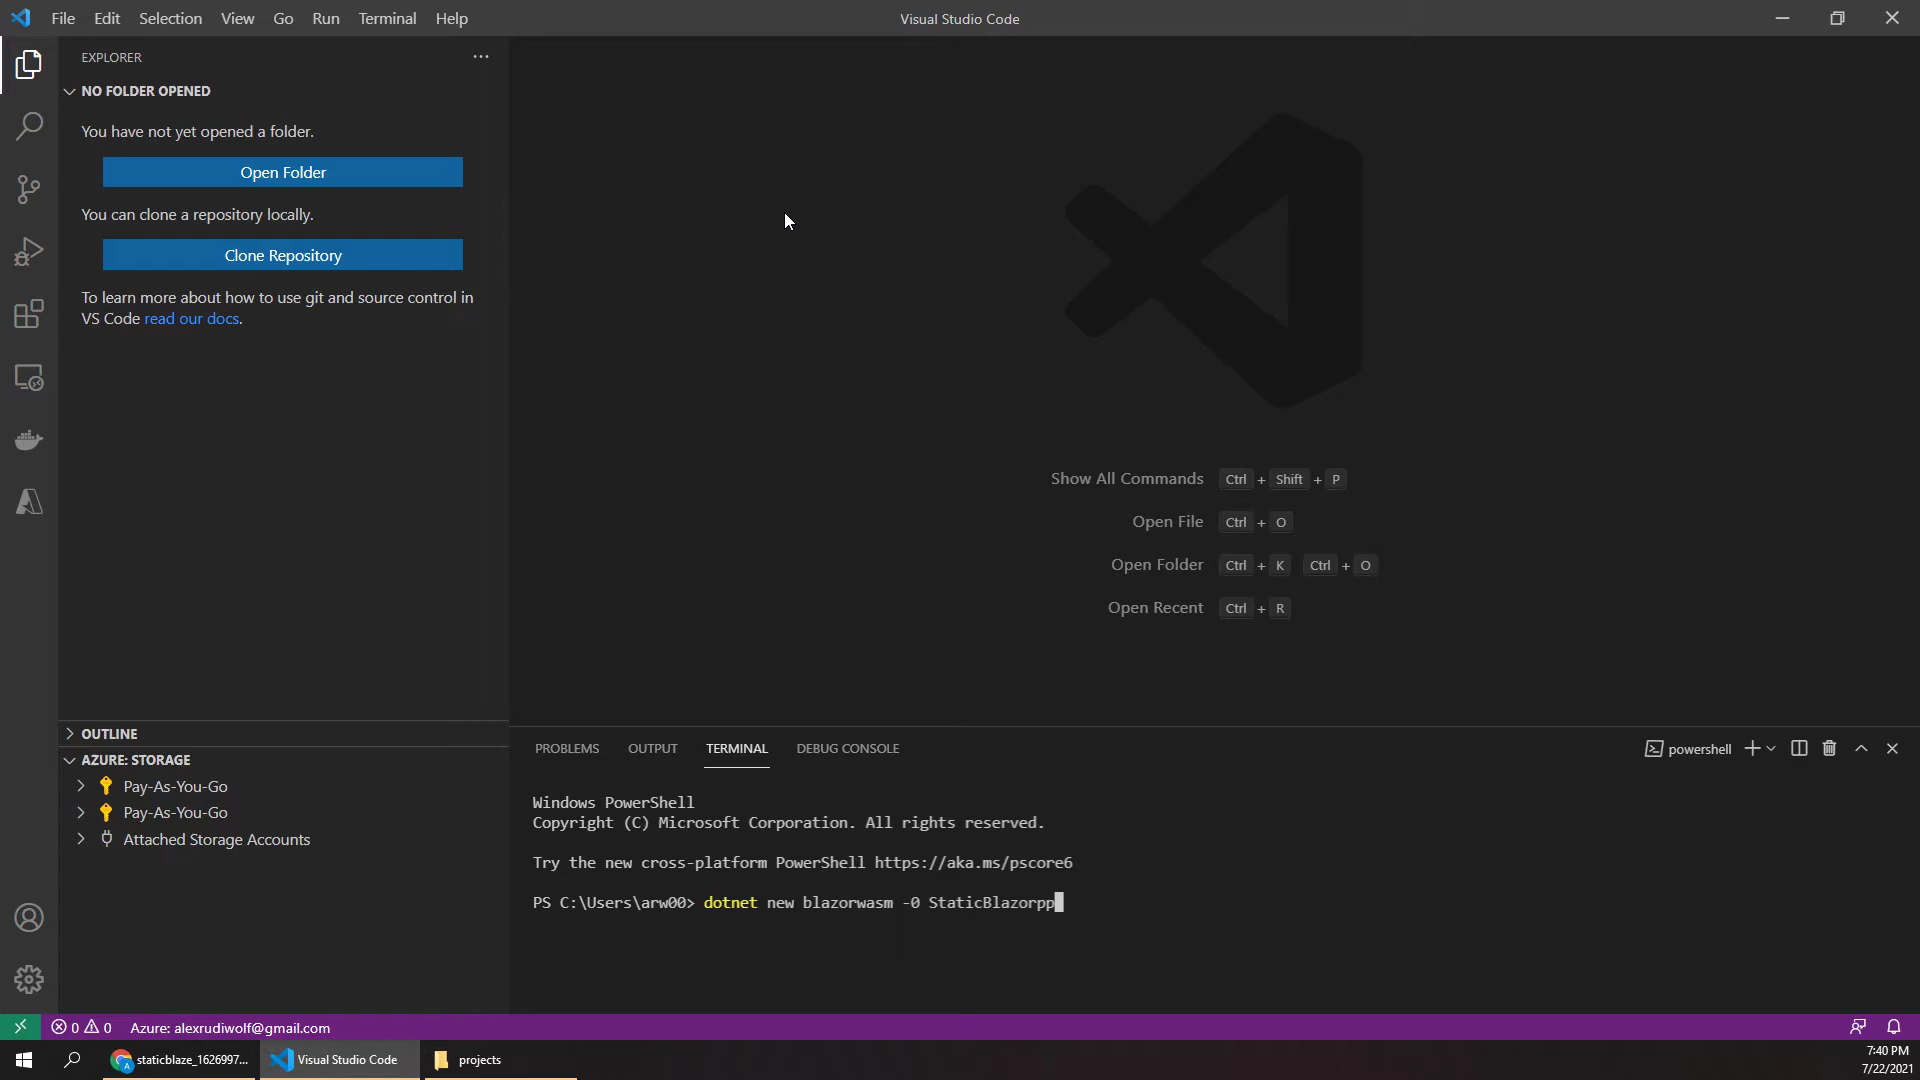 File Edit Selection View Go Run Terminal Help
Visual Studio Code
EXPLORER
NO FOLDER OPENED
You have not yet opened a folder.
Open Folder
You can clone a repository locally.
Clone Repository
To learn more about how to use git and source control in
VS Code read our docs.
Show All Commands Ctrl + Shift + P
Open File Ctrl + O
Open Folder Ctrl + K Ctrl + O
Open Recent Ctrl + R
OUTLINE
AZURE: STORAGE
Pay-As-You-Go
Pay-As-You-Go
Attached Storage Accounts
PROBLEMS OUTPUT TERMINAL DEBUG CONSOLE
powershell
Windows PowerShell
Copyright (C) Microsoft Corporation. All rights reserved.
Try the new cross-platform PowerShell https://aka.ms/pscore6
PS C:\Users\arw00> dotnet new blazorwasm -0 StaticBlazorpp
0 0 Azure: alexrudiwolf@gmail.com
staticblaze_1626997...
Visual Studio Code
projects
7:40 PM
7/22/2021